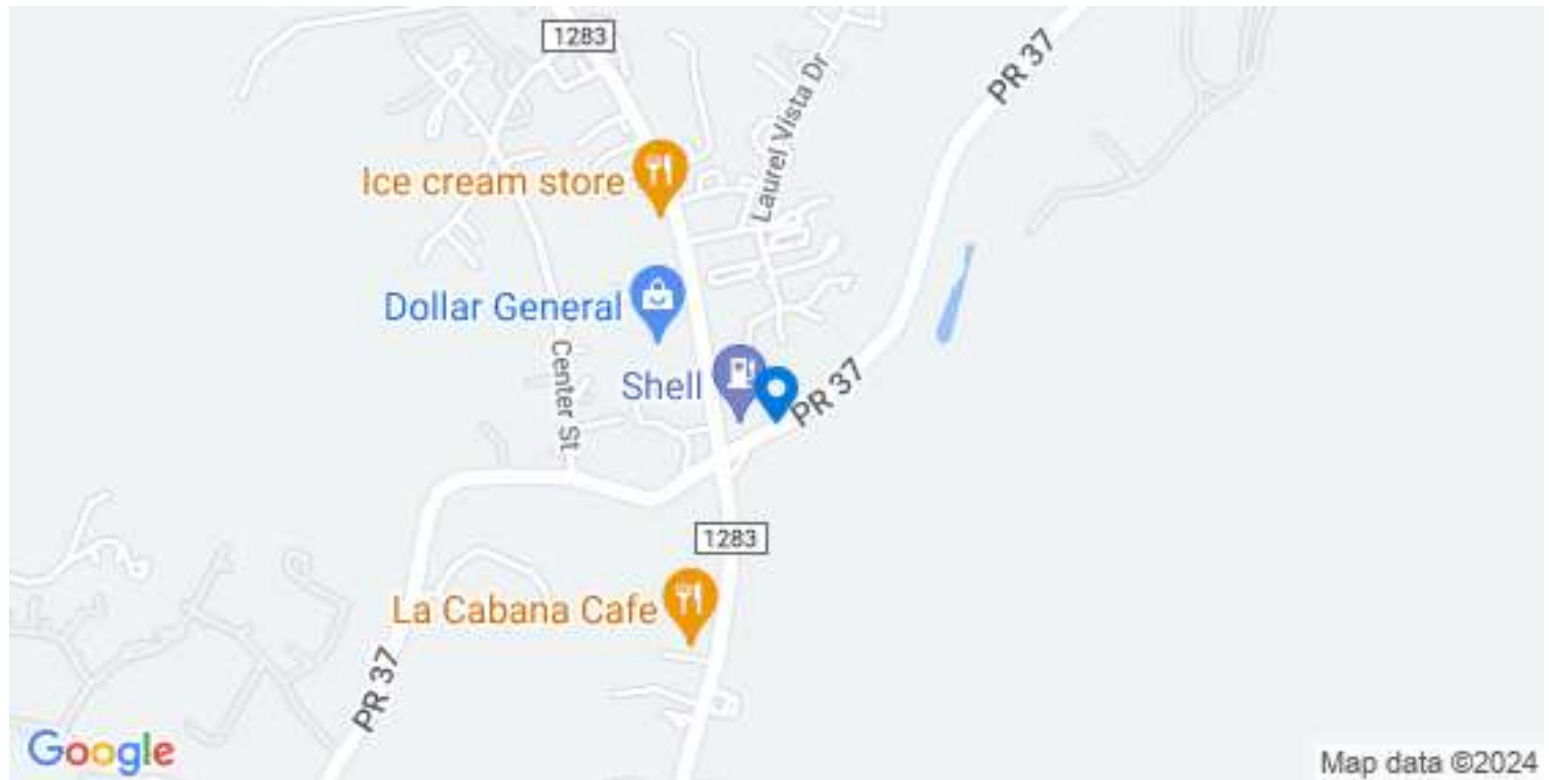 1283
PR 37
Laurel Vista Dr
Ice cream store
Dollar General
Center St
Shell
PR 37
1283
La Cabana Cafe
PR 37
Google
Map data ©2024